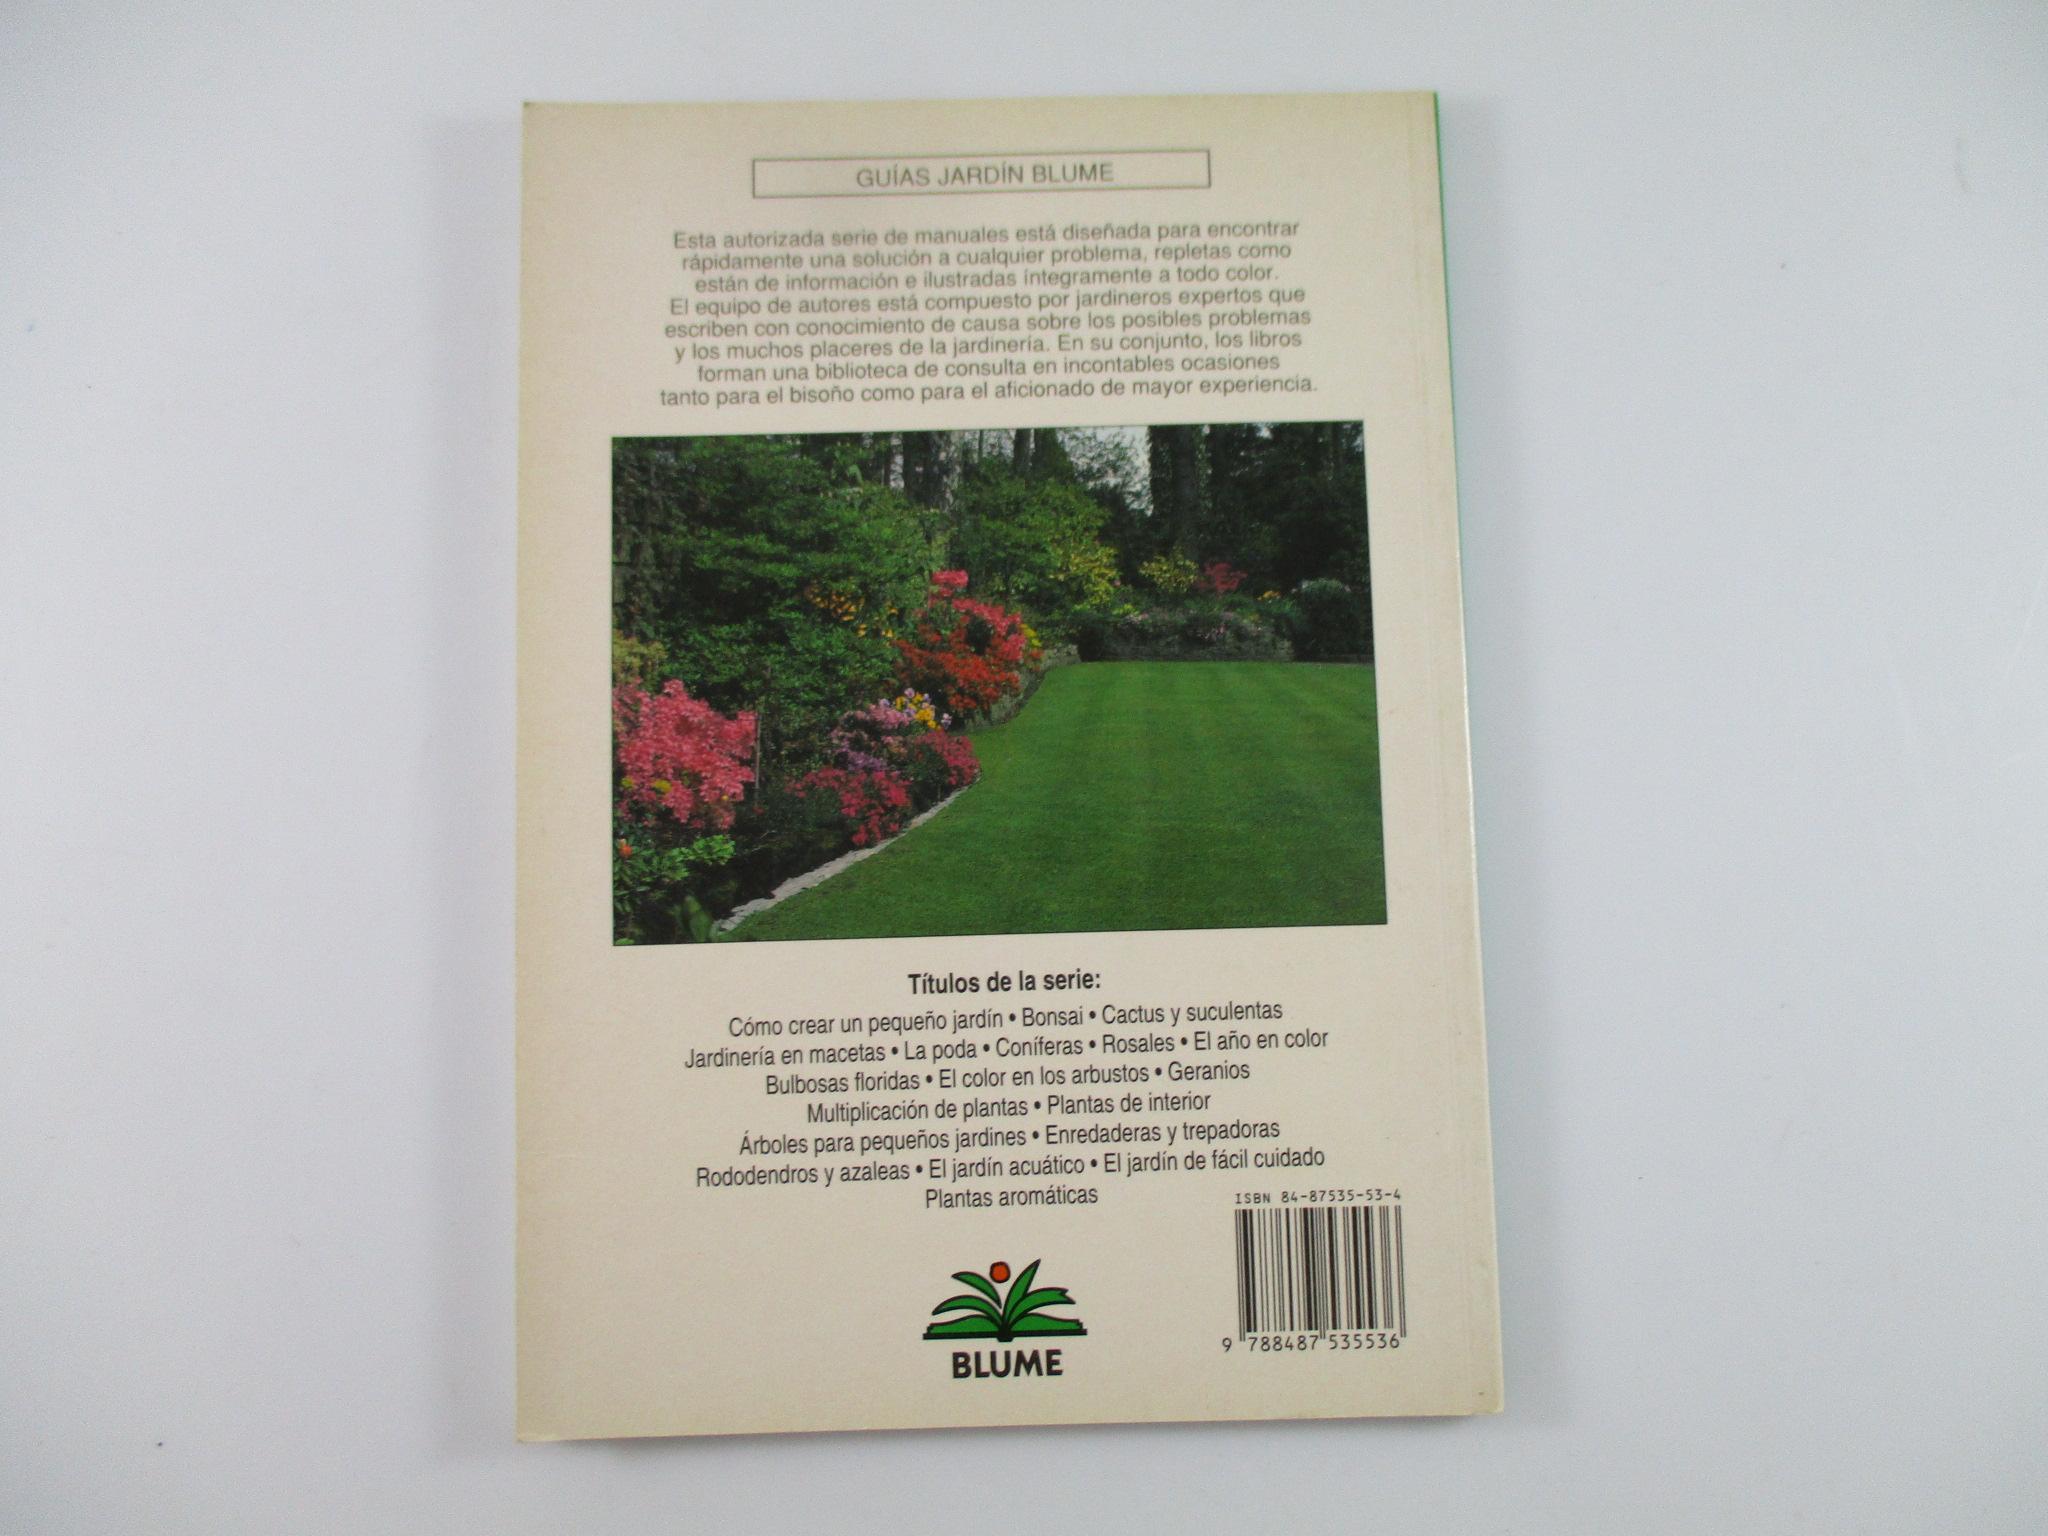 GUÍAS JARDÍN BLUME
Esta autorizada serie de manuales está diseñada para encontrar
rápidamente una solución a cualquier problema, repletas como
están de información e ilustradas íntegramente a todo color.
El equipo de autores está compuesto por jardineros expertos que
escriben con conocimiento de causa sobre los posibles problemas
y los muchos placeres de la jardinería. En su conjunto, los libros
forman una biblioteca de consulta en incontables ocasiones
tanto para el bisoño como para el aficionado de mayor experiencia.
Títulos de la serie:
Cómo crear un pequeño jardín • Bonsai • Cactus y suculentas
Jardinería en macetas • La poda • Coníferas • Rosales • El año en color
Bulbosas floridas • El color en los arbustos • Geranios
Multiplicación de plantas • Plantas de interior
Árboles para pequeños jardines • Enredaderas y trepadoras
Rododendros y azaleas • El jardín acuático • El jardín de fácil cuidado
Plantas aromáticas
ISBN 84-87535-53-4
9 788487 535536
BLUME